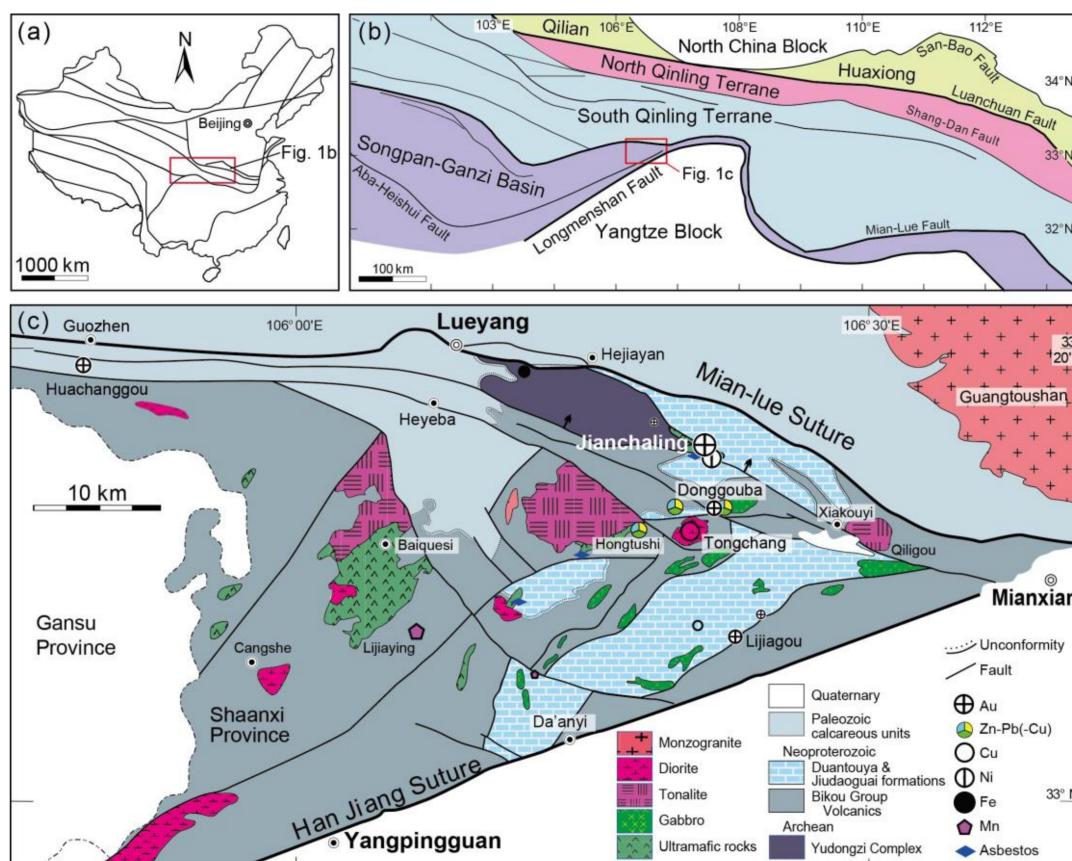 (a)
N
Beijing
Fig. 1b
1000 km
(b)
103°E
106°E
108°E
110°E
112°E
Qilian
North China Block
San-Bao Fault
Huaxiong
34°N
North Qinling Terrane
Luanchuan Fault
South Qinling Terrane
Shang-Dan Fault
33°N
Songpan-Ganzi Basin
Fig. 1c
Aba-Heishui Fault
Longmenshan Fault
Yangtze Block
Mian-Lue Fault
32°N
100 km
(c)
Guozhen
106°00'E
Lueyang
106°30'E
Hejiayan
33
20'
Huachanggou
Mian-lue Suture
Guangtoushan
Heyeba
Jianchaling
10 km
Donggouba
Xiakouyi
Baiquesi
Hongtushi
Tongchang
Qiligou
Mianxian
Gansu
Province
Lijiaying
Cangshe
Lijiagou
Shaanxi
Province
Da'anyi
Han Jiang Suture
Yangpingguan
33°
Monzogranite
Diorite
Tonalite
Gabbro
Ultramafic rocks
Quaternary
Paleozoic
calcareous units
Neoproterozoic
Duantouya &
Jiudaoguai formations
Bikou Group
Volcanics
Archean
Yudongzi Complex
Unconformity
Fault
Au
Zn-Pb(-Cu)
Cu
Ni
Fe
Mn
Asbestos